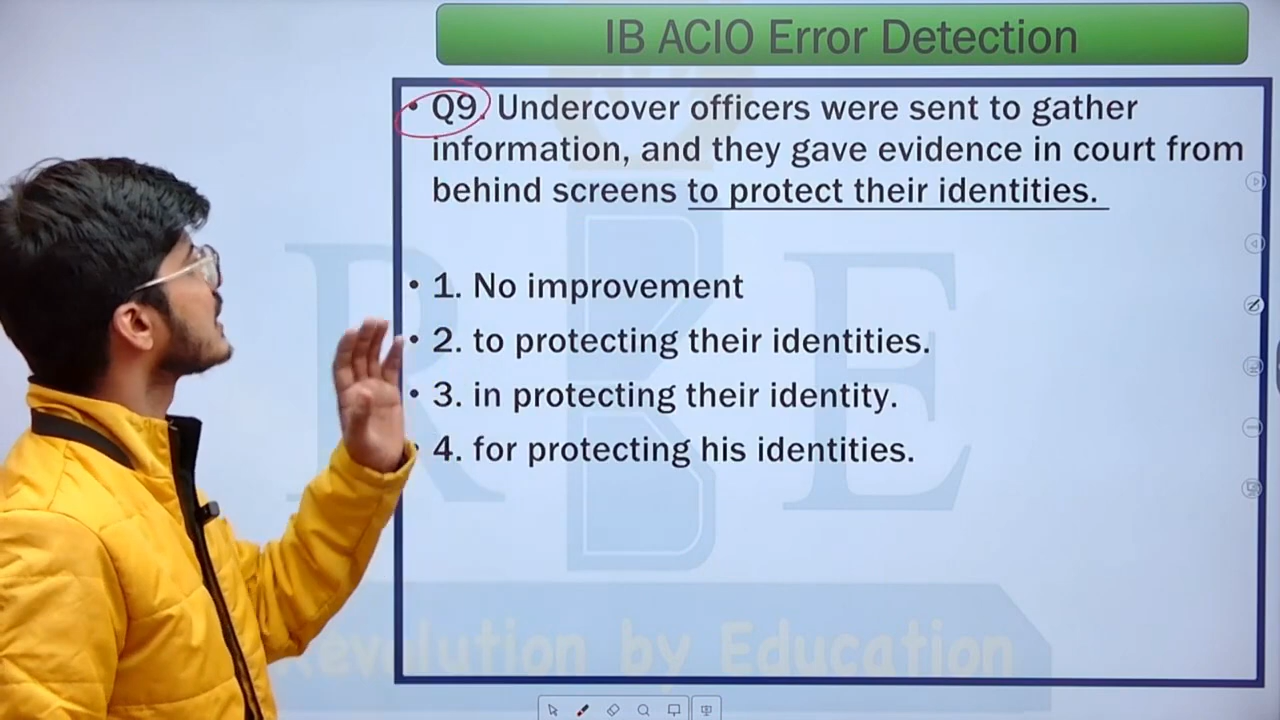 IB ACIO Error Detection
• Q9. Undercover officers were sent to gather
information, and they gave evidence in court from
behind screens to protect their identities.
• 1. No improvement
• 2. to protecting their identities.
• 3. in protecting their identity.
• 4. for protecting his identities.
RBE
Revolution by Education